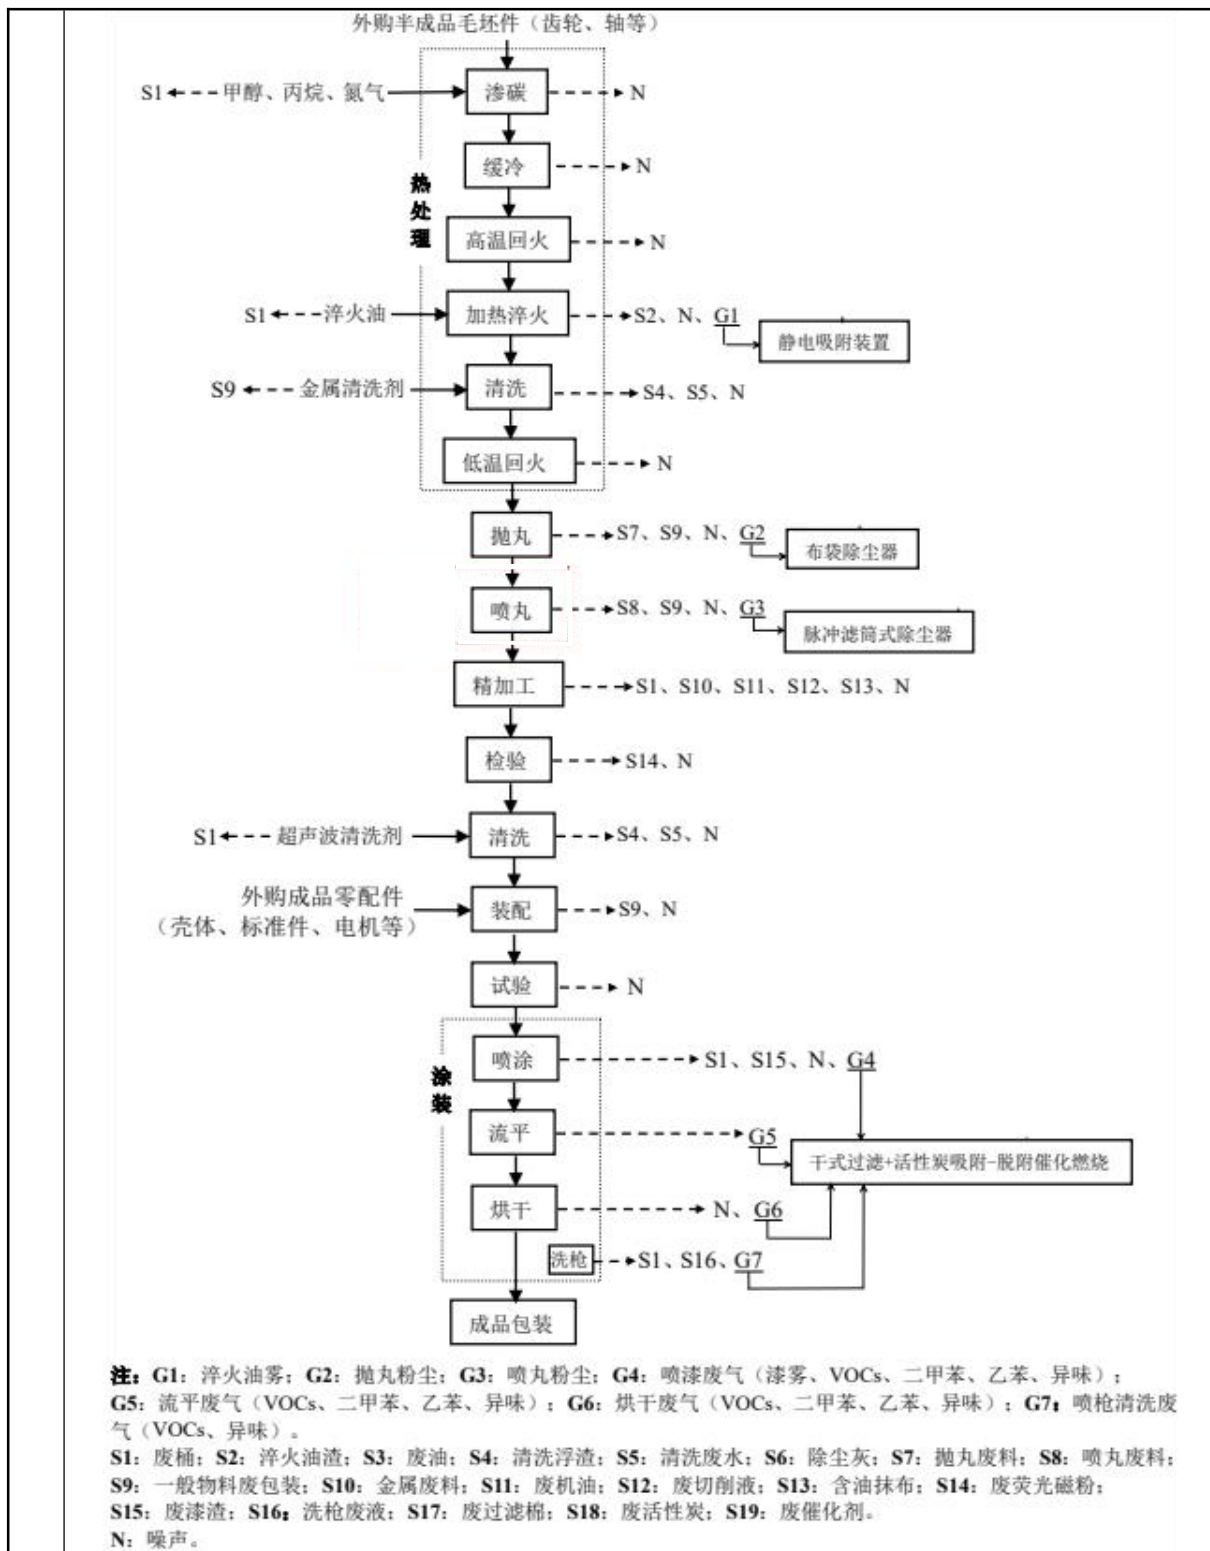 外购半成品毛坯件（齿轮、轴等）
S1 甲醇、丙烷、氮气 渗碳 N
缓冷 N
热处理
高温回火 N
S1 淬火油 加热淬火 S2、N、G1
静电吸附装置
S9 金属清洗剂 清洗 S4、S5、N
低温回火 N
抛丸 S7、S9、N、G2
布袋除尘器
喷丸 S8、S9、N、G3
脉冲滤筒式除尘器
精加工 S1、S10、S11、S12、S13、N
检验 S14、N
S1 超声波清洗剂 清洗 S4、S5、N
外购成品零配件
（壳体、标准件、电机等） 装配 S9、N
试验 N
喷涂 S1、S15、N、G4
涂装
流平 G5
干式过滤+活性炭吸附-脱附催化燃烧
烘干 N、G6
洗枪 S1、S16、G7
成品包装
注：G1：淬火油雾；G2：抛丸粉尘；G3：喷丸粉尘；G4：喷漆废气（漆雾、VOCs、二甲苯、乙苯、异味）；
G5：流平废气（VOCs、二甲苯、乙苯、异味）；G6：烘干废气（VOCs、二甲苯、乙苯、异味）；G7：喷枪清洗废
气（VOCs、异味）。
S1：废桶；S2：淬火油渣；S3：废油；S4：清洗浮渣；S5：清洗废水；S6：除尘灰；S7：抛丸废料；S8：喷丸废料；
S9：一般物料废包装；S10：金属废料；S11：废机油；S12：废切削液；S13：含油抹布；S14：废荧光磁粉；
S15：废漆渣；S16：洗枪废液；S17：废过滤棉；S18：废活性炭；S19：废催化剂。
N：噪声。